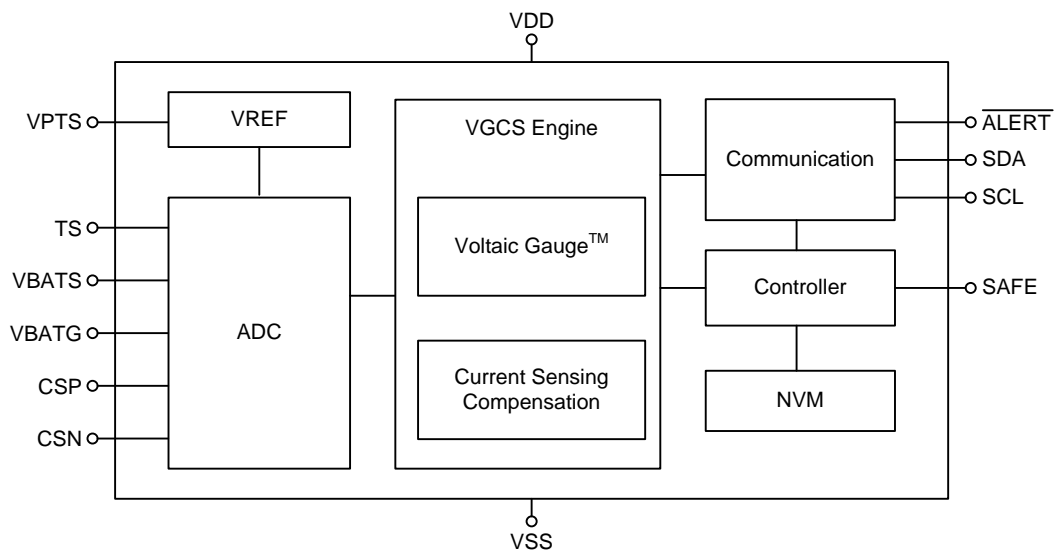 VDD
VPTS
VREF
VGCS Engine
Communication
ALERT
SDA
SCL
TS
VBATS
VBATG
CSP
CSN
ADC
Voltaic Gauge™
Current Sensing
Compensation
Controller
SAFE
NVM
VSS